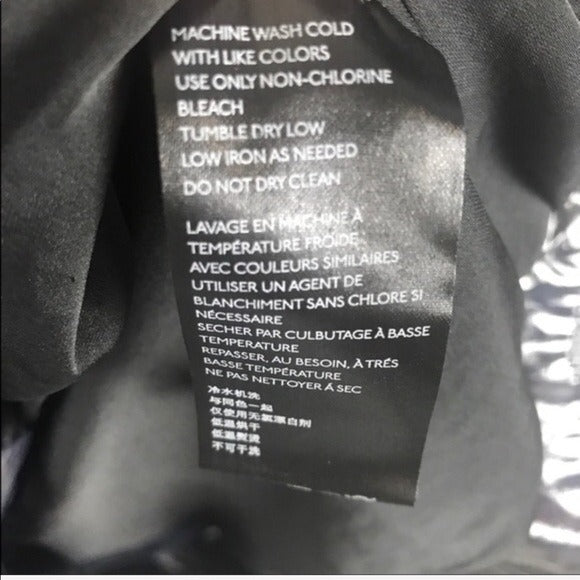 MACHINE WASH COLD
WITH LIKE COLORS
USE ONLY NON-CHLORINE
BLEACH
TUMBLE DRY LOW
LOW IRON AS NEEDED
DO NOT DRY CLEAN
LAVAGE EN MACHINE À
TEMPÉRATURE FROIDE
AVEC COULEURS SIMILAIRES
UTILISER UN AGENT DE
BLANCHIMENT SANS CHLORE SI
NÉCESSAIRE
SECHER PAR CULBUTAGE À BASSE
TEMPERATURE
REPASSER, AU BESOIN, À TRÉS
BASSE TEMPÉRATURE
NE PAS NETTOYER À SEC
冷水机洗
与同色一起
仅使用无氯漂白剂
低温烘干
低温熨烫
不可干洗